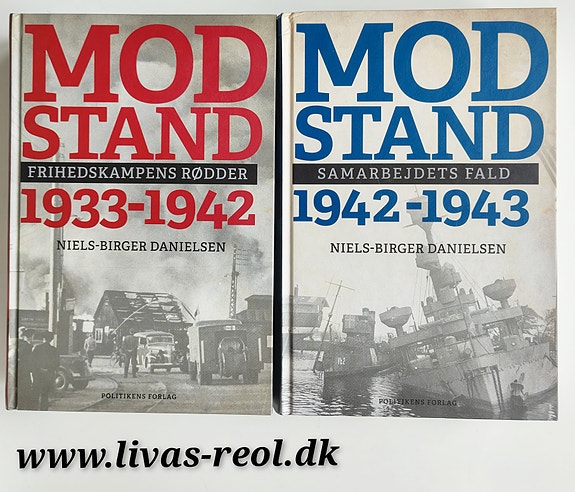 MOD
STAND
FRIHEDSKAMPENS RØDDER
1933-1942
NIELS-BIRGER DANIELSEN
POLITIKENS FORLAG
MOD
STAND
SAMARBEJDETS FALD
1942-1943
NIELS-BIRGER DANIELSEN
POLITIKENS FORLAG
www.livas-reol.dk